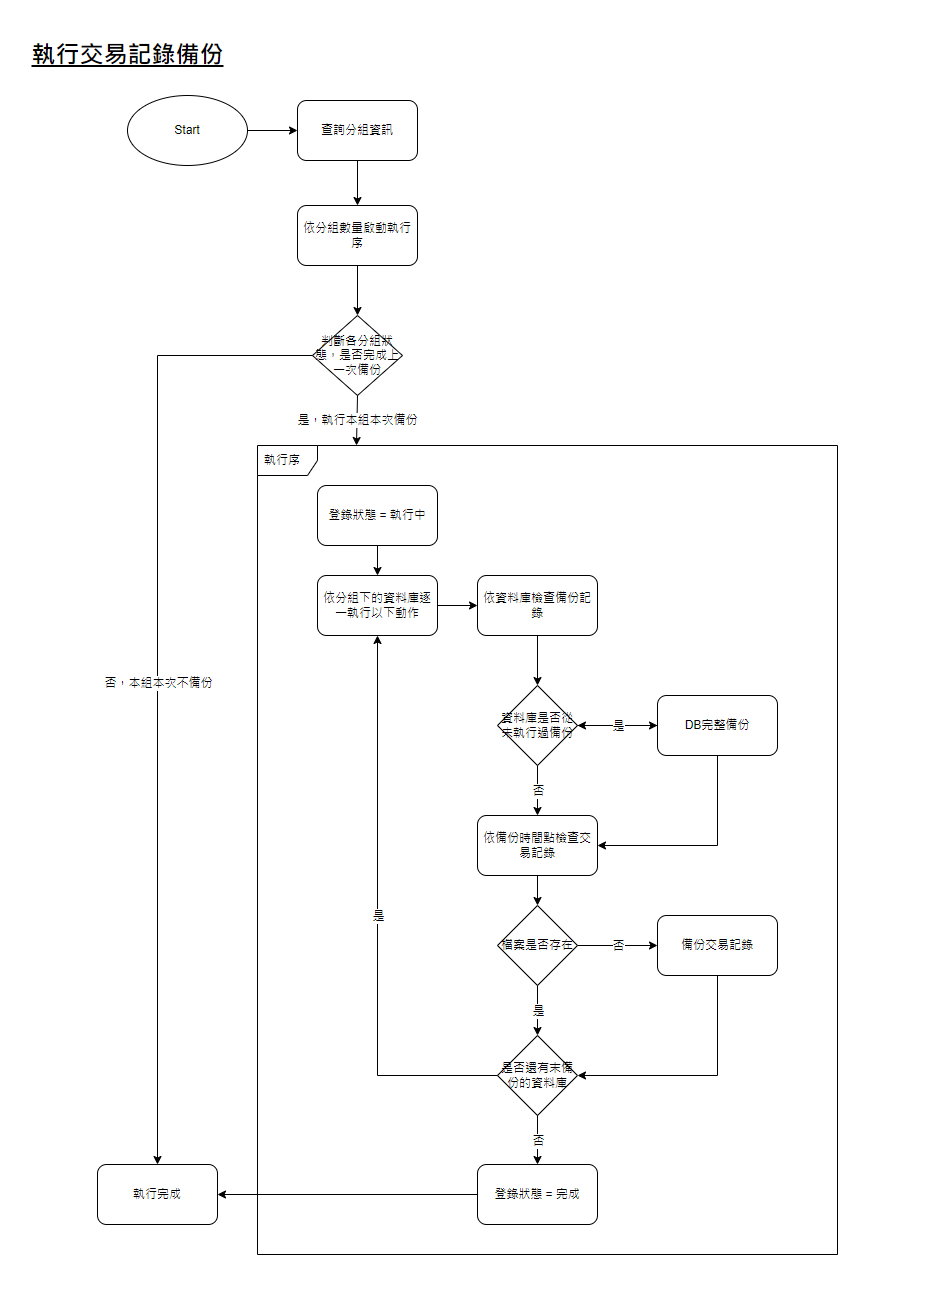 執行交易記錄備份
Start
查詢分組資訊
依分組數量啟動執行
序
判斷各分組狀
態，是否完成上
一次備份
是，執行本組本次備份
執行序
登錄狀態 = 執行中
依分組下的資料庫逐
一執行以下動作
依資料庫檢查備份記
錄
否，本組本次不備份
資料庫是否從
未執行過備份
是
DB完整備份
否
依備份時間點檢查交
易記錄
是
檔案是否存在
否
備份交易記錄
是
是否還有未備
份的資料庫
否
執行完成
登錄狀態 = 完成